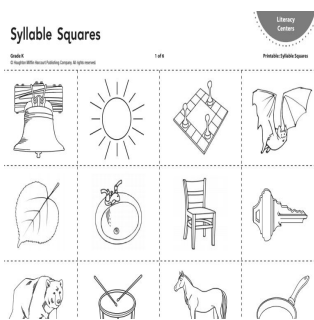 Literacy
Centers
Syllable Squares
Grade K
1 of 6
Printable: Syllable Squares
© Houghton Mifflin Harcourt Publishing Company. All rights reserved.